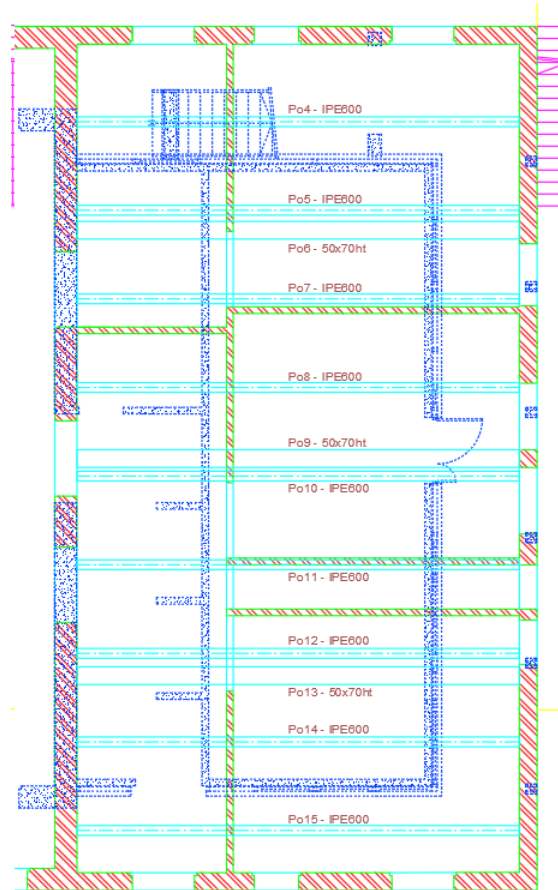 Po4 - IPE600
Po5 - IPE600
Po6 - 50x70ht
Po7 - IPE600
Po8 - IPE600
Po9 - 50x70ht
Po10 - IPE600
Po11 - IPE600
Po12 - IPE600
Po13 - 50x70ht
Po14 - IPE600
Po15 - IPE600